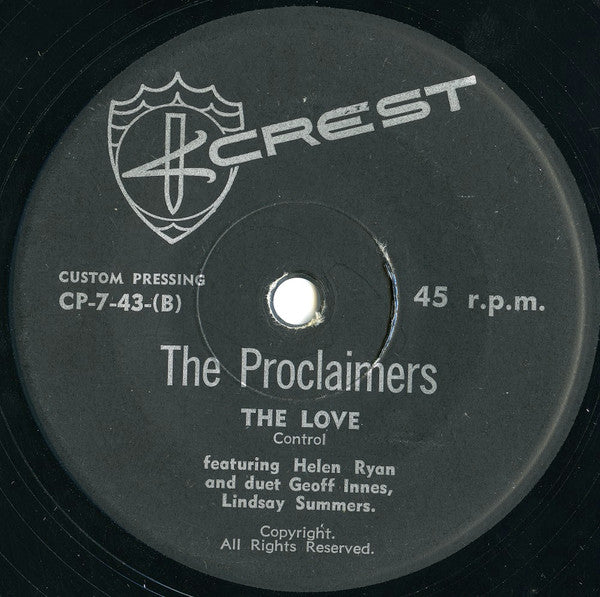 CREST
CUSTOM PRESSING
CP-7-43-(B)
45 r.p.m.
The Proclaimers
THE LOVE
Control
featuring Helen Ryan
and duet Geoff Innes,
Lindsay Summers.
Copyright.
All Rights Reserved.